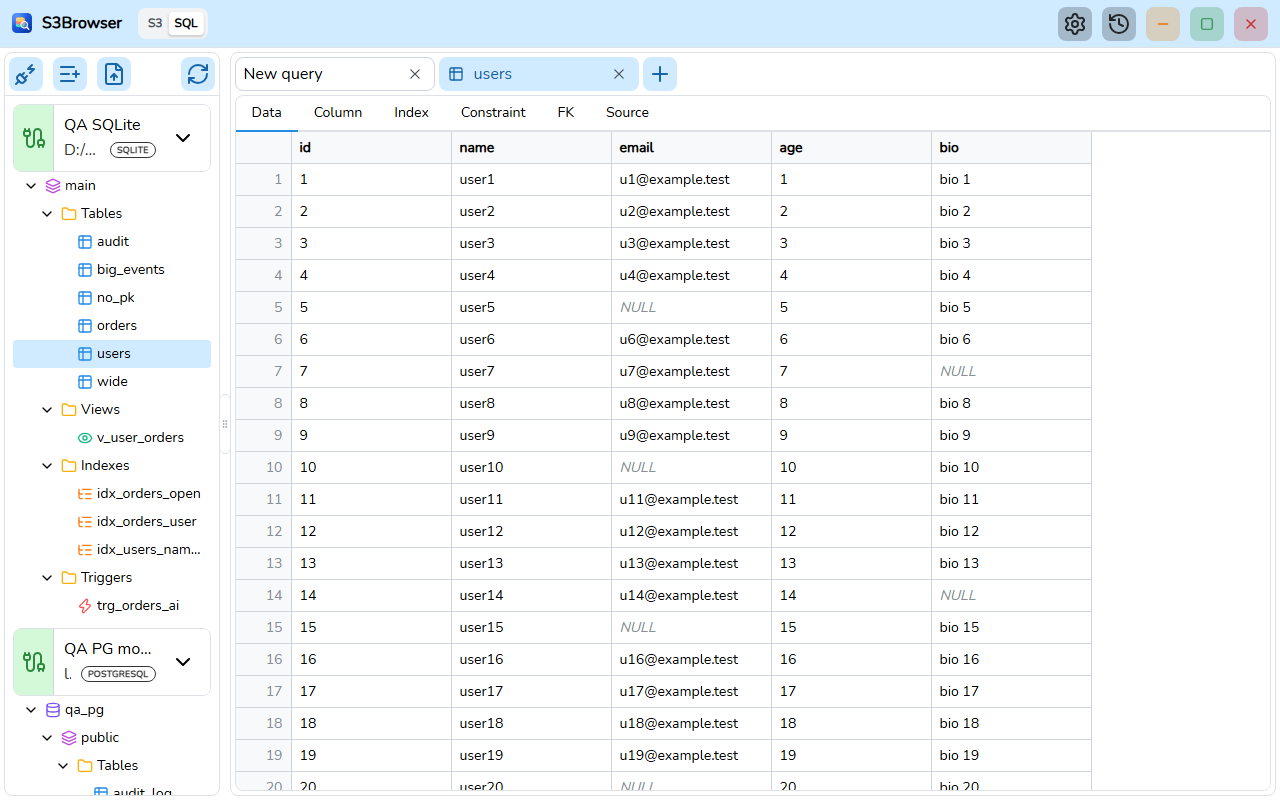 S3Browser S3 SQL
New query users
QA SQLite
D:/... SQLITE
main
Tables
audit
big_events
no_pk
orders
users
wide
Views
v_user_orders
Indexes
idx_orders_open
idx_orders_user
idx_users_nam...
Triggers
trg_orders_ai
QA PG mo...
l. POSTGRESQL
qa_pg
public
Tables
audit_log
Data Column Index Constraint FK Source
id name email age bio
1 1 user1 u1@example.test 1 bio 1
2 2 user2 u2@example.test 2 bio 2
3 3 user3 u3@example.test 3 bio 3
4 4 user4 u4@example.test 4 bio 4
5 5 user5 NULL 5 bio 5
6 6 user6 u6@example.test 6 bio 6
7 7 user7 u7@example.test 7 NULL
8 8 user8 u8@example.test 8 bio 8
9 9 user9 u9@example.test 9 bio 9
10 10 user10 NULL 10 bio 10
11 11 user11 u11@example.test 11 bio 11
12 12 user12 u12@example.test 12 bio 12
13 13 user13 u13@example.test 13 bio 13
14 14 user14 u14@example.test 14 NULL
15 15 user15 NULL 15 bio 15
16 16 user16 u16@example.test 16 bio 16
17 17 user17 u17@example.test 17 bio 17
18 18 user18 u18@example.test 18 bio 18
19 19 user19 u19@example.test 19 bio 19
20 20 user20 NULL 20 bio 20